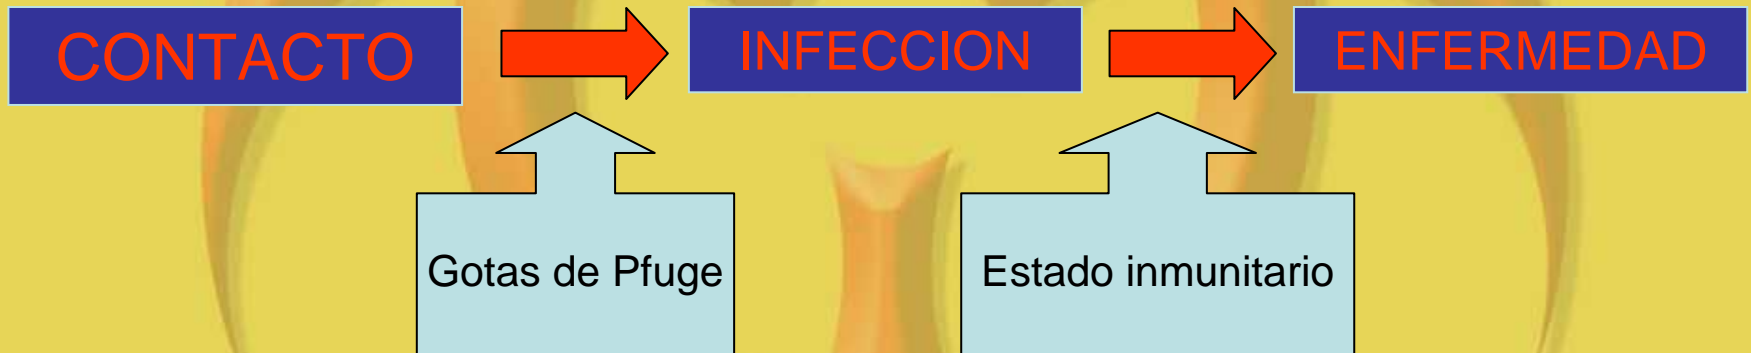 CONTACTO
INFECCION
ENFERMEDAD
Gotas de Pfuge
Estado inmunitario